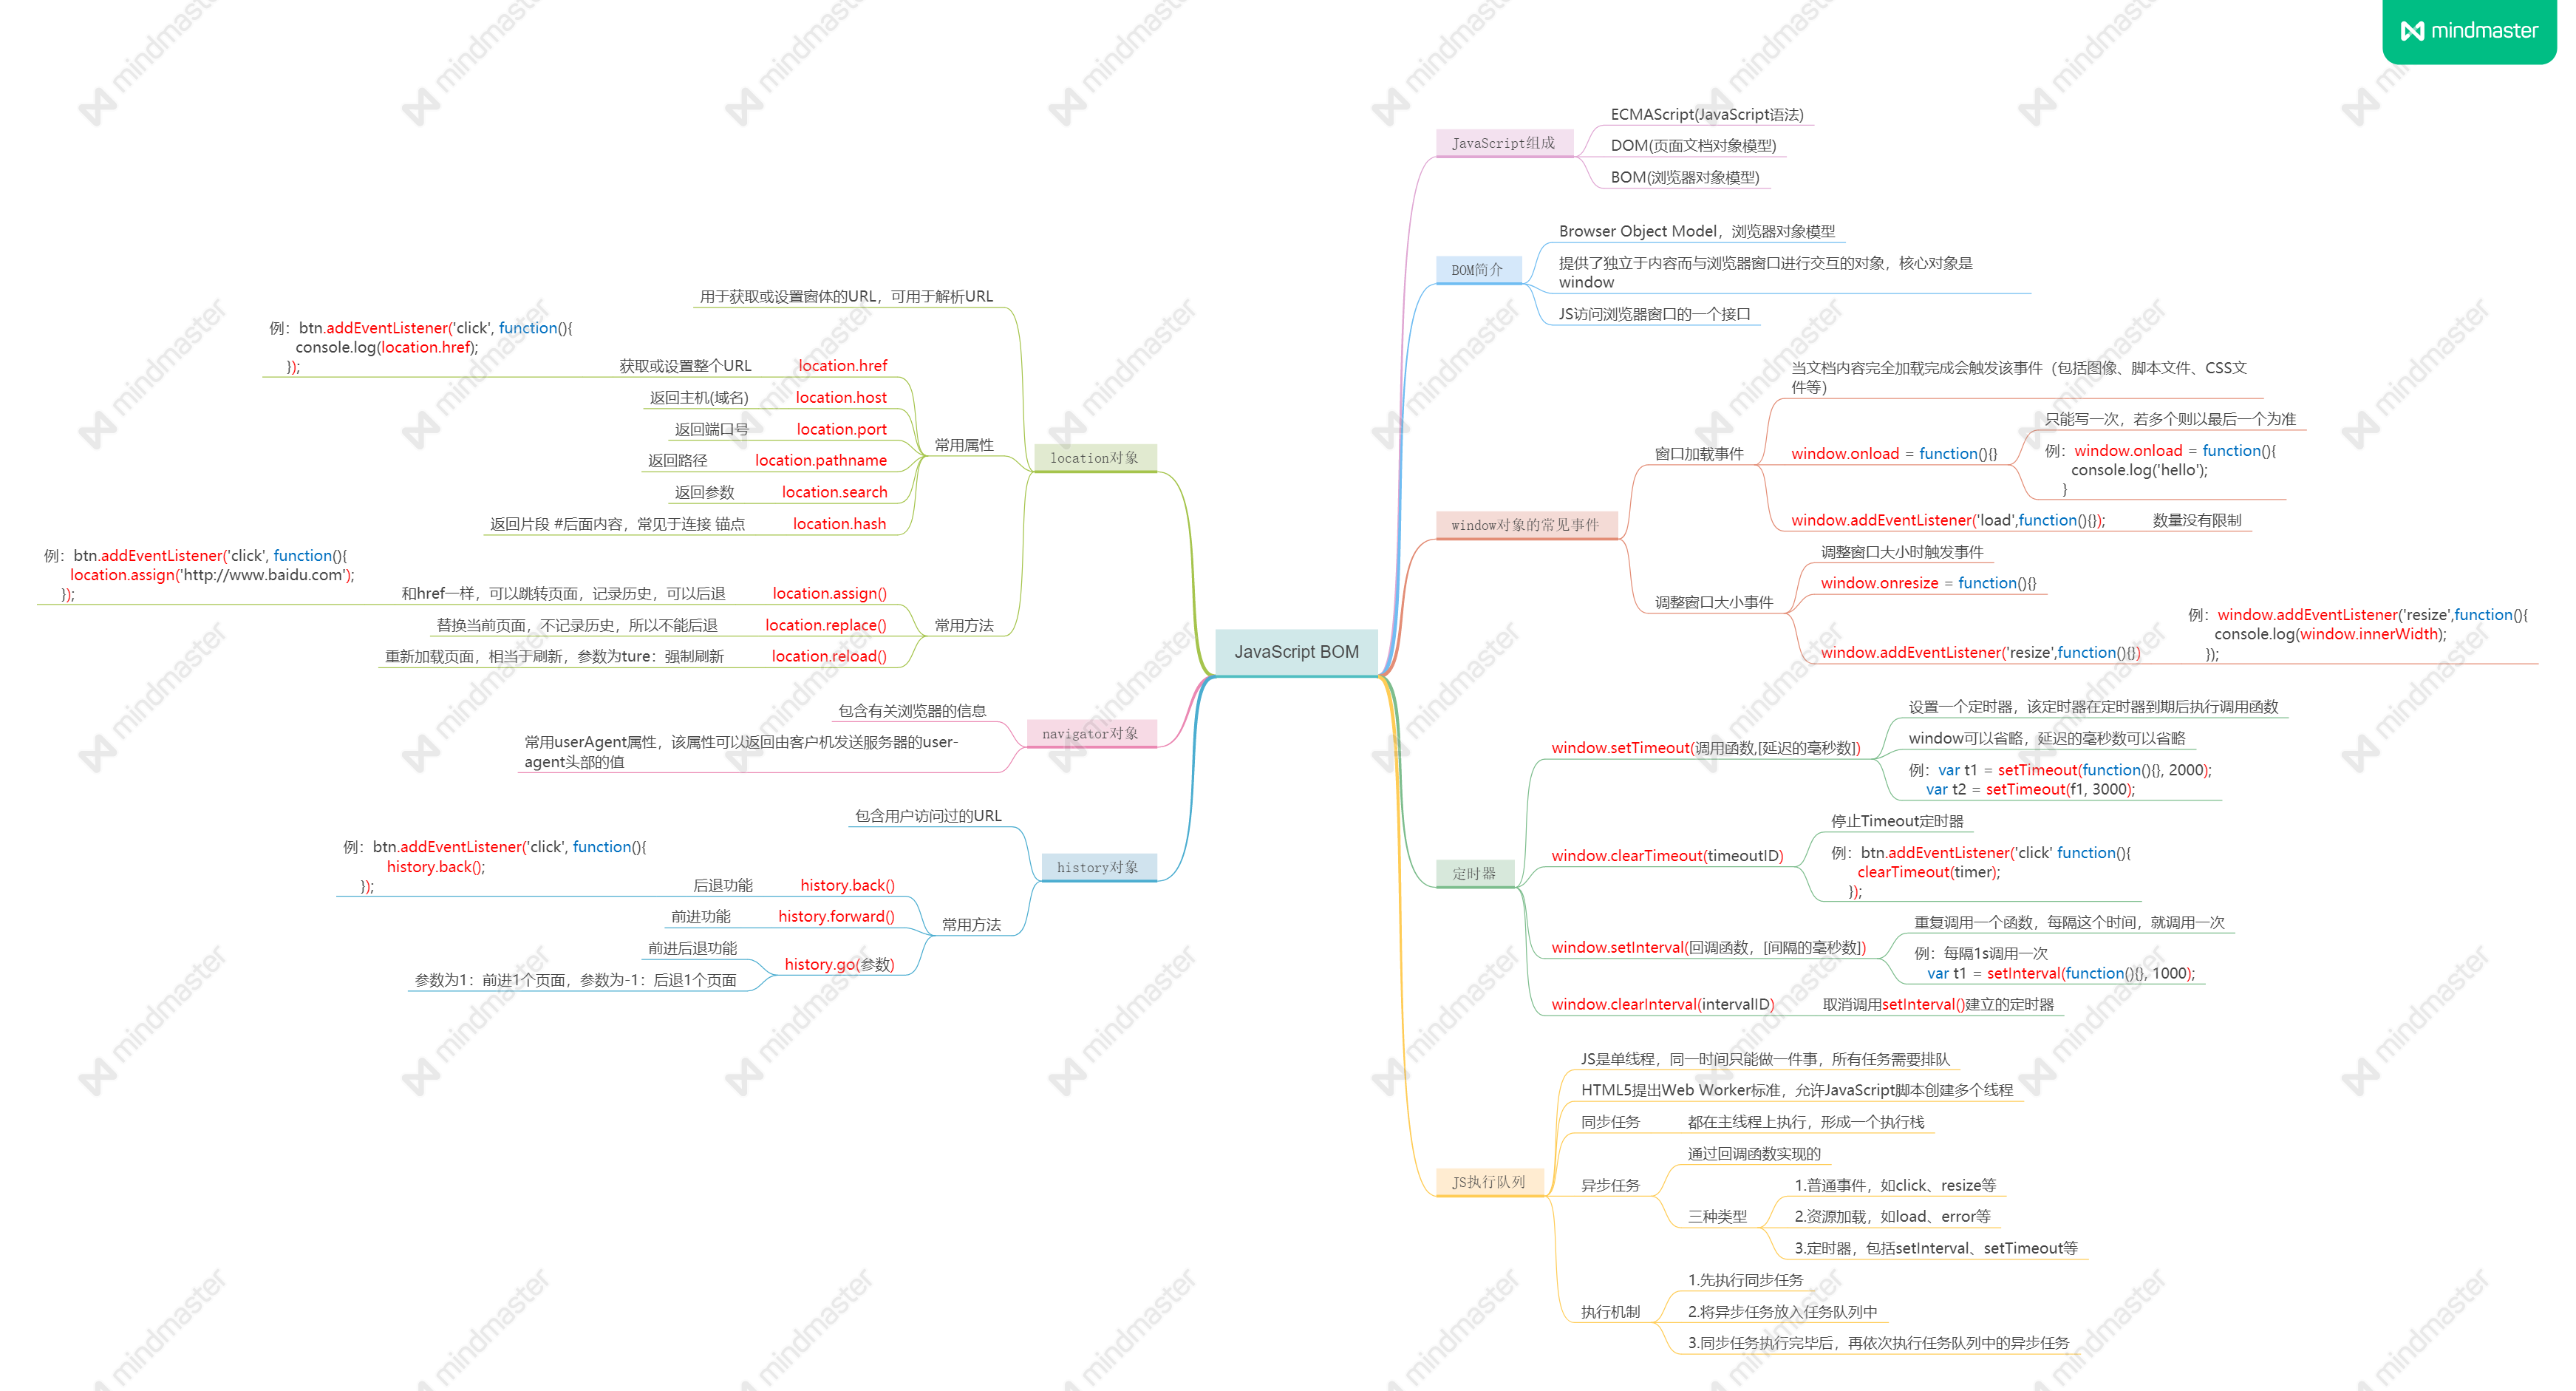 mindmaster
JavaScript BOM
JavaScript组成
ECMAScript(JavaScript语法)
DOM(页面文档对象模型)
BOM(浏览器对象模型)
BOM简介
Browser Object Model，浏览器对象模型
提供了独立于内容而与浏览器窗口进行交互的对象，核心对象是
window
JS访问浏览器窗口的一个接口
window对象的常见事件
窗口加载事件
当文档内容完全加载完成会触发该事件（包括图像、脚本文件、CSS文
件等）
window.onload = function(){}
只能写一次，若多个则以最后一个为准
例：window.onload = function(){
console.log('hello');
}
window.addEventListener('load',function(){});
数量没有限制
调整窗口大小事件
调整窗口大小时触发事件
window.onresize = function(){}
window.addEventListener('resize',function(){})
例：window.addEventListener('resize',function(){
console.log(window.innerWidth);
});
定时器
window.setTimeout(调用函数,[延迟的毫秒数])
设置一个定时器，该定时器在定时器到期后执行调用函数
window可以省略，延迟的毫秒数可以省略
例：var t1 = setTimeout(function(){}, 2000);
var t2 = setTimeout(f1, 3000);
window.clearTimeout(timeoutID)
停止Timeout定时器
例：btn.addEventListener('click' function(){
clearTimeout(timer);
});
window.setInterval(回调函数，[间隔的毫秒数])
重复调用一个函数，每隔这个时间，就调用一次
例：每隔1s调用一次
var t1 = setInterval(function(){}, 1000);
window.clearInterval(intervalID)
取消调用setInterval()建立的定时器
JS执行队列
JS是单线程，同一时间只能做一件事，所有任务需要排队
HTML5提出Web Worker标准，允许JavaScript脚本创建多个线程
同步任务
都在主线程上执行，形成一个执行栈
异步任务
通过回调函数实现的
三种类型
1.普通事件，如click、resize等
2.资源加载，如load、error等
3.定时器，包括setInterval、setTimeout等
执行机制
1.先执行同步任务
2.将异步任务放入任务队列中
3.同步任务执行完毕后，再依次执行任务队列中的异步任务
location对象
用于获取或设置窗体的URL，可用于解析URL
常用属性
location.href
获取或设置整个URL
例：btn.addEventListener('click', function(){
console.log(location.href);
});
location.host
返回主机(域名)
location.port
返回端口号
location.pathname
返回路径
location.search
返回参数
location.hash
返回片段 #后面内容，常见于连接 锚点
常用方法
location.assign()
和href一样，可以跳转页面，记录历史，可以后退
例：btn.addEventListener('click', function(){
location.assign('http://www.baidu.com');
});
location.replace()
替换当前页面，不记录历史，所以不能后退
location.reload()
重新加载页面，相当于刷新，参数为ture：强制刷新
navigator对象
包含有关浏览器的信息
常用userAgent属性，该属性可以返回由客户机发送服务器的user-
agent头部的值
history对象
包含用户访问过的URL
常用方法
history.back()
后退功能
例：btn.addEventListener('click', function(){
history.back();
});
history.forward()
前进功能
history.go(参数)
前进后退功能
参数为1：前进1个页面，参数为-1：后退1个页面